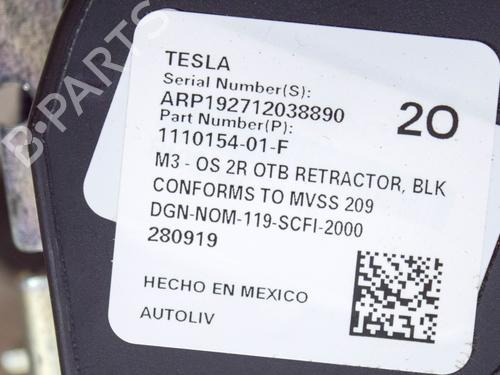 TESLA
Serial Number(S):
ARP192712038890
Part Number(P):
1110154-01-F
2O
M3 - OS 2R OTB RETRACTOR, BLK
CONFORMS TO MVSS 209
DGN-NOM-119-SCFI-2000
280919
HECHO EN MEXICO
AUTOLIV
B-PARTS